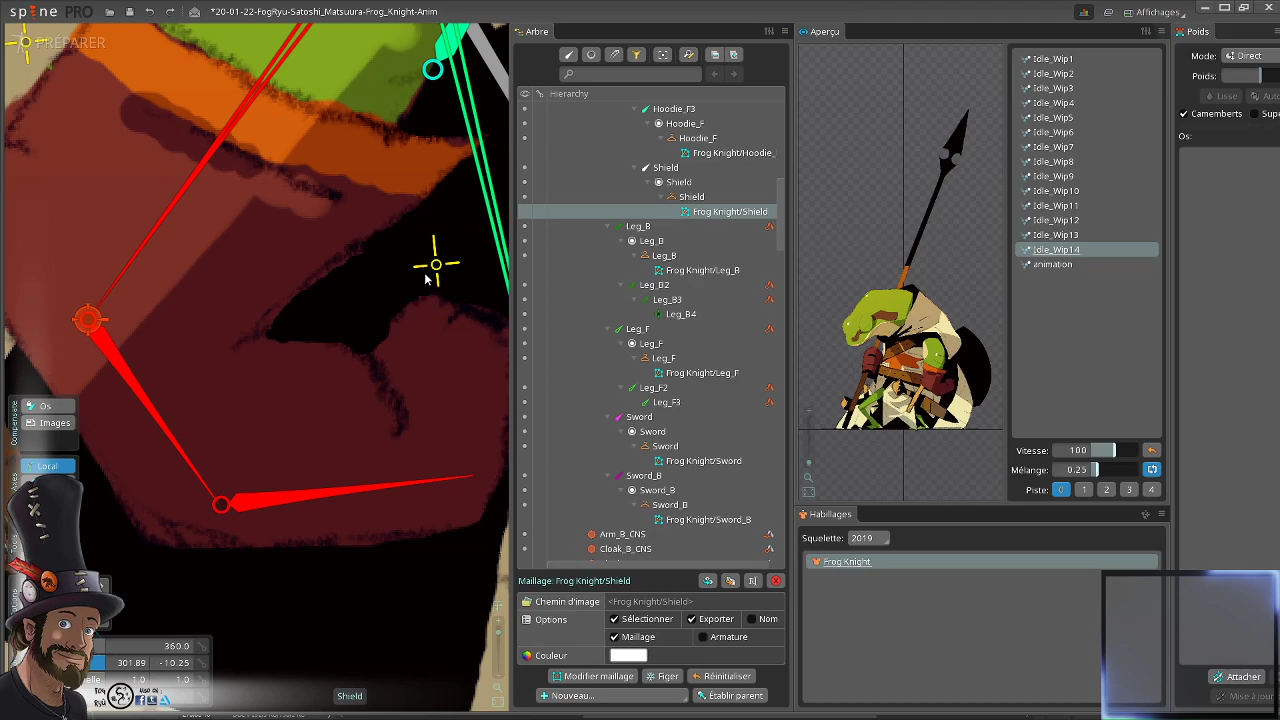 spine PRO
*20-01-22-FogRyu-Satoshi_Matsuura-Frog_Knight-Anim
Affichages
PRÉPARER
Arbre
Hierarchy
Hoodie_F3
Hoodie_F
Hoodie_F
Frog Knight/Hoodie_
Shield
Shield
Shield
Frog Knight/Shield
Leg_B
Leg_B
Leg_B
Frog Knight/Leg_B
Leg_B2
Leg_B3
Leg_B4
Leg_F
Leg_F
Leg_F
Frog Knight/Leg_F
Leg_F2
Leg_F3
Sword
Sword
Sword
Frog Knight/Sword
Sword_B
Sword_B
Sword_B
Frog Knight/Sword_B
Arm_B_CNS
Cloak_B_CNS
Maillage: Frog Knight/Shield
Chemin d'image <Frog Knight/Shield>
Options Sélectionner Exporter Nom
Maillage Armature
Couleur
Modifier maillage Figer Réinitialiser
Nouveau... Établir parent
Aperçu
Idle_Wip1
Idle_Wip2
Idle_Wip3
Idle_Wip4
Idle_Wip5
Idle_Wip6
Idle_Wip7
Idle_Wip8
Idle_Wip9
Idle_Wip10
Idle_Wip11
Idle_Wip12
Idle_Wip13
Idle_Wip14
animation
Vitesse: 100
Mélange: 0.25
Piste: 0 1 2 3 4
Habillages
Squelette: 2019
Frog Knight
Poids
Mode: Direct
Poids:
Lisse
Camemberts
Os:
Attacher
Compensate
Os
Images
Local
360.0
301.89 -10.25
1.0 1.0
Shield
FOG
RYU